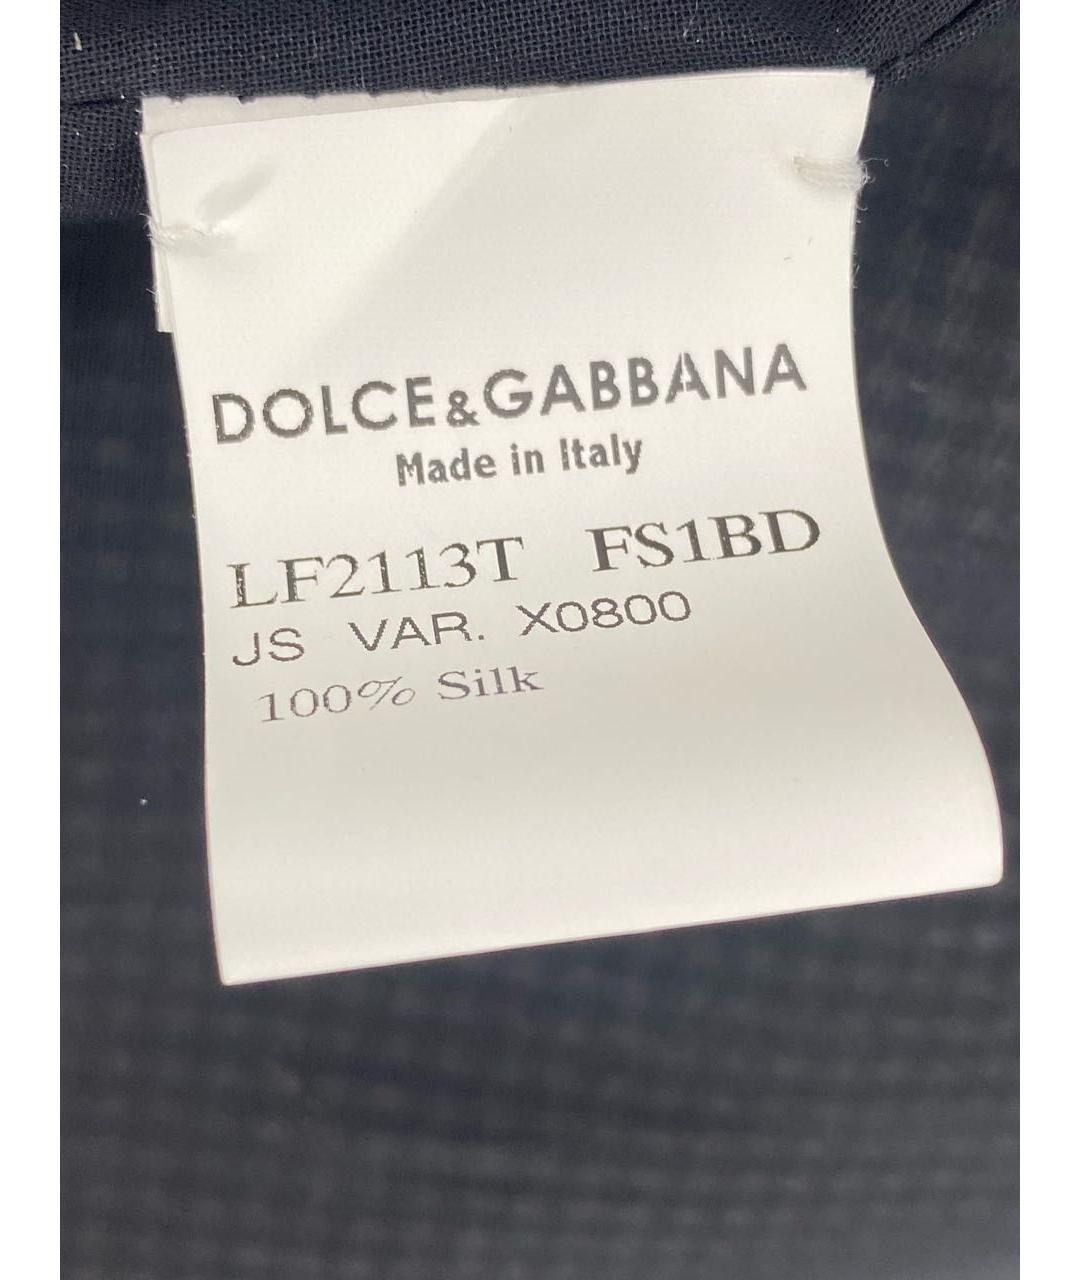 DOLCE&GABBANA
Made in Italy
LF2113T FS1BD
JS VAR. X0800
100% Silk